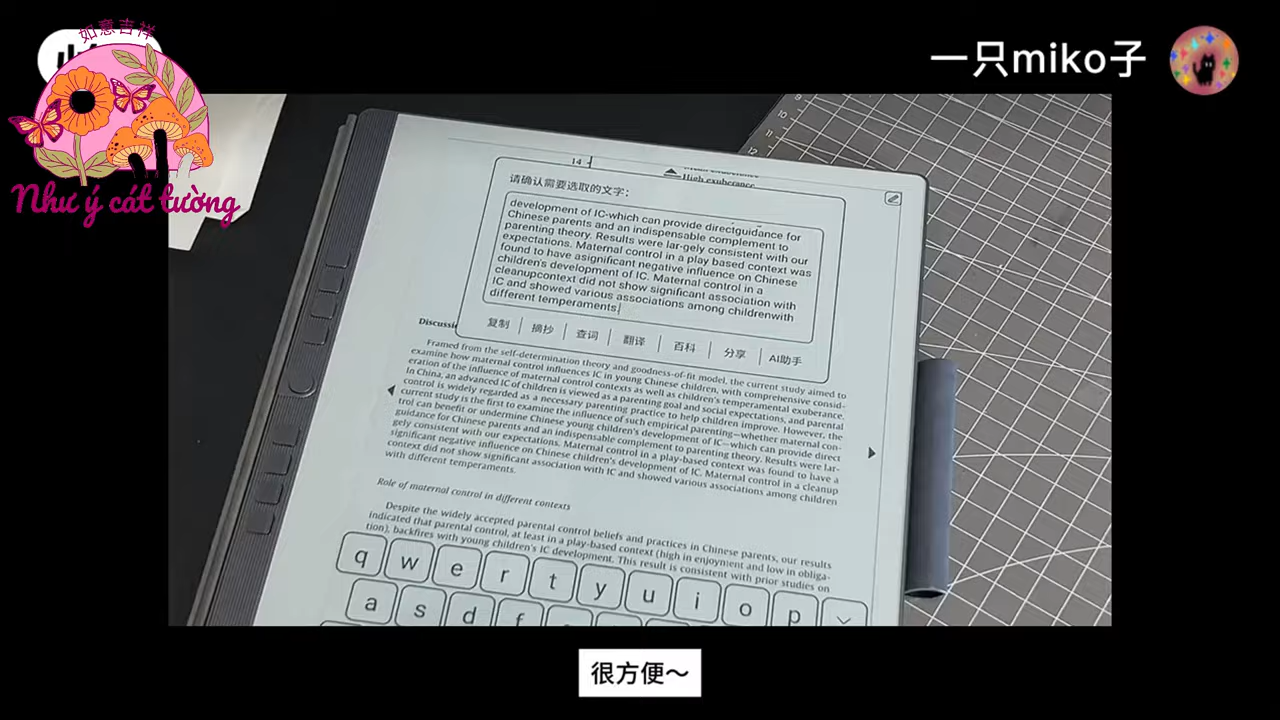 如意吉祥
Như ý cát tường
一只miko子
9
10
11
12
14
High exuberance
请确认需要选取的文字：
development of IC-which can provide directguidance for
Chinese parents and an indispensable complement to
parenting theory. Results were lar-gely consistent with our
expectations. Maternal control in a play based context was
found to have asignificant negative influence on Chinese
children's development of IC. Maternal control in a
cleanupcontext did not show significant association with
IC and showed various associations among childrenwith
different temperaments
复制 摘抄 查词 翻译 百科 分享 AI助手
Framed from the self-determination theory and goodness-of-fit model, the current study aimed to
examine how maternal control influences IC in young Chinese children, with comprehensive consid-
eration of the influence of maternal control contexts as well as children's temperamental exuberance.
In China, an advanced IC of children is viewed as a parenting goal and social expectations, and parental
control is widely regarded as a necessary parenting practice to help children improve. However, the
current study is the first to examine the influence of such empirical parenting—whether maternal con-
trol can benefit or undermine Chinese young children's development of IC—which can provide direct
guidance for Chinese parents and an indispensable complement to parenting theory. Results were lar-
gely consistent with our expectations. Maternal control in a play-based context was found to have a
significant negative influence on Chinese children's development of IC. Maternal control in a cleanup
context did not show significant association with IC and showed various associations among children
with different temperaments.
Role of maternal control in different contexts
Despite the widely accepted parental control beliefs and practices in Chinese parents, our results
indicated that parental control, at least in a play-based context (high in enjoyment and low in obliga-
tion), backfires with young children's IC development. This result is consistent with prior studies on
q w e r t y u i o p
a s d f
很方便～